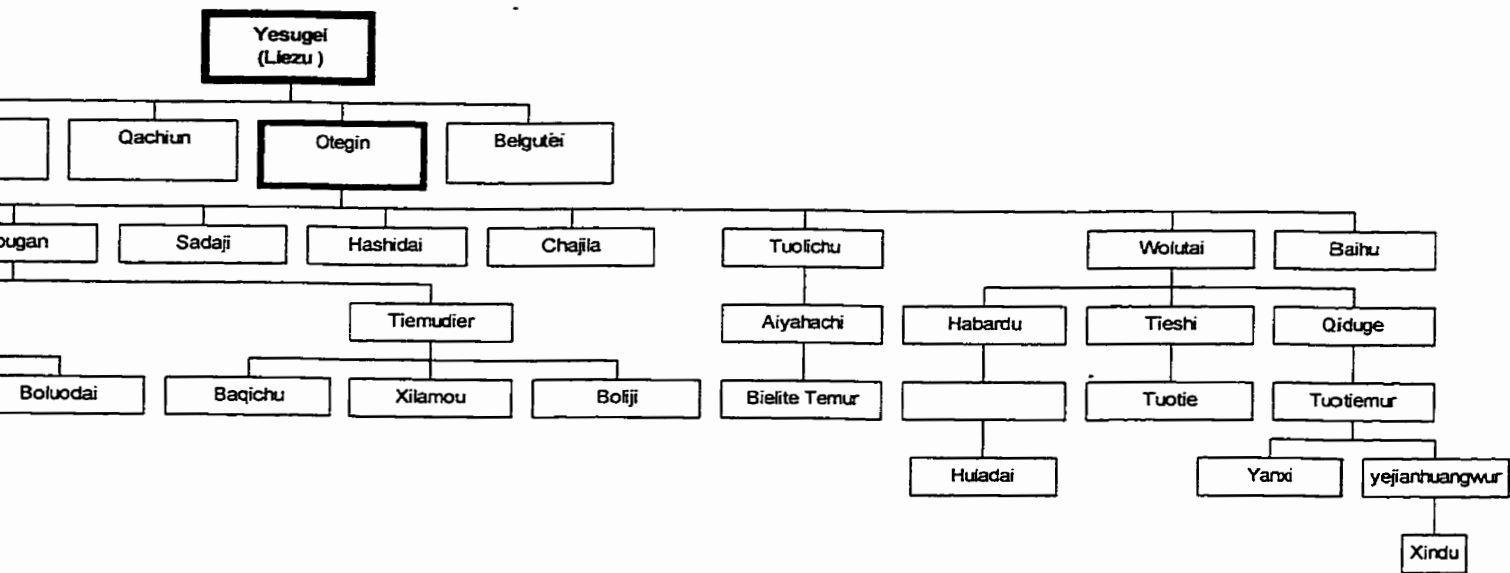 Yesugei
(Liezu )
Qachiun
Otegin
Belgutei
ougan
Sadaji
Hashidai
Chajila
Tuolichu
Wolutai
Baihu
Tiemudier
Aiyahachi
Habardu
Tieshi
Qiduge
Boluodai
Baqichu
Xilamou
Boliji
Bielite Temur
Tuotie
Tuotiemur
Huladai
Yanxi
yejianhuangwur
Xindu